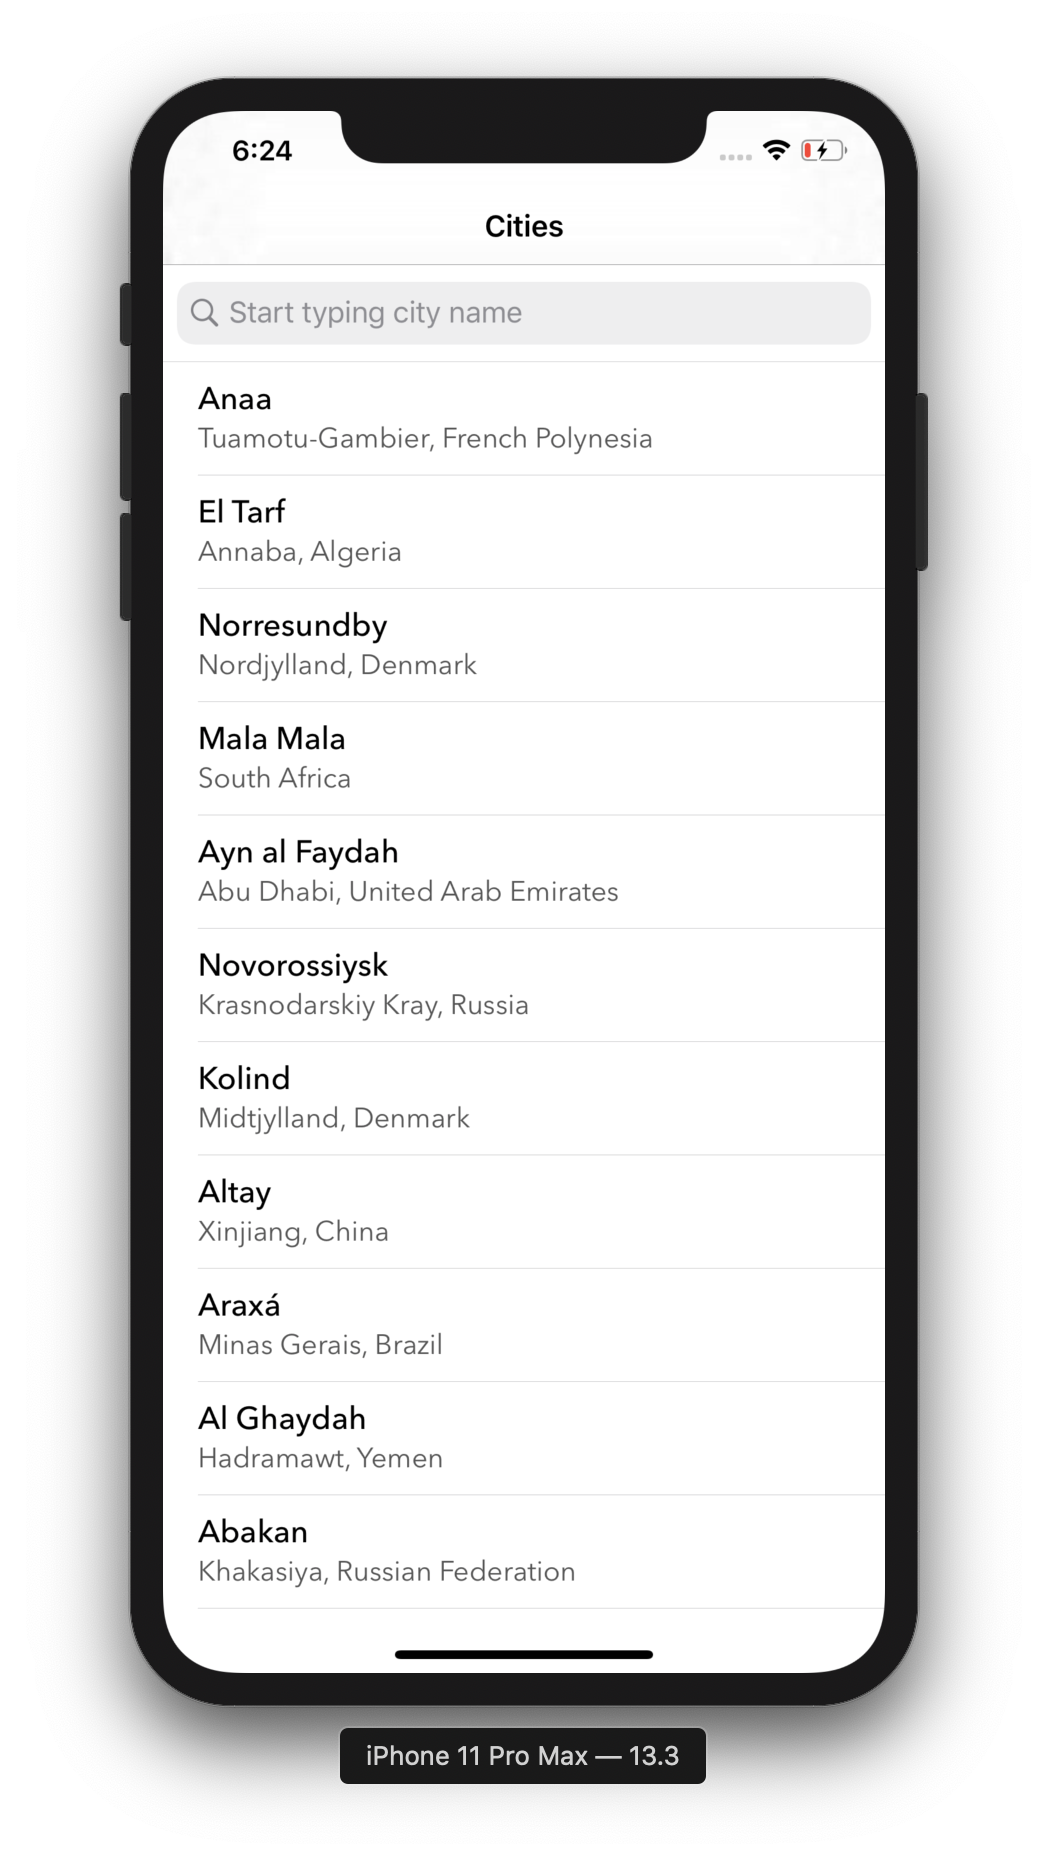 6:24
Cities
Start typing city name
Anaa
Tuamotu-Gambier, French Polynesia
El Tarf
Annaba, Algeria
Norresundby
Nordjylland, Denmark
Mala Mala
South Africa
Ayn al Faydah
Abu Dhabi, United Arab Emirates
Novorossiysk
Krasnodarskiy Kray, Russia
Kolind
Midtjylland, Denmark
Altay
Xinjiang, China
Araxá
Minas Gerais, Brazil
Al Ghaydah
Hadramawt, Yemen
Abakan
Khakasiya, Russian Federation
iPhone 11 Pro Max — 13.3